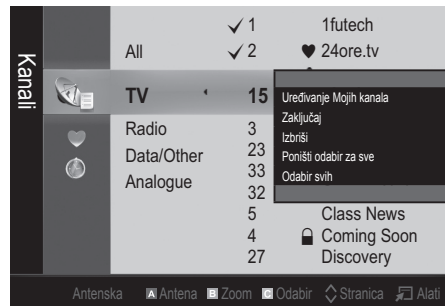 Kanali
✓ 1 1futech
All ✓ 2 ♥ 24ore.tv
TV 15
Uređivanje Mojih kanala
Zaključaj
Izbriši
Poništi odabir za sve
Odabir svih
Radio 3
Data/Other 23
Analogue 33
32
5 Class News
4 Coming Soon
27 Discovery
Antenska A Antena B Zoom C Odabir Stranica Alati